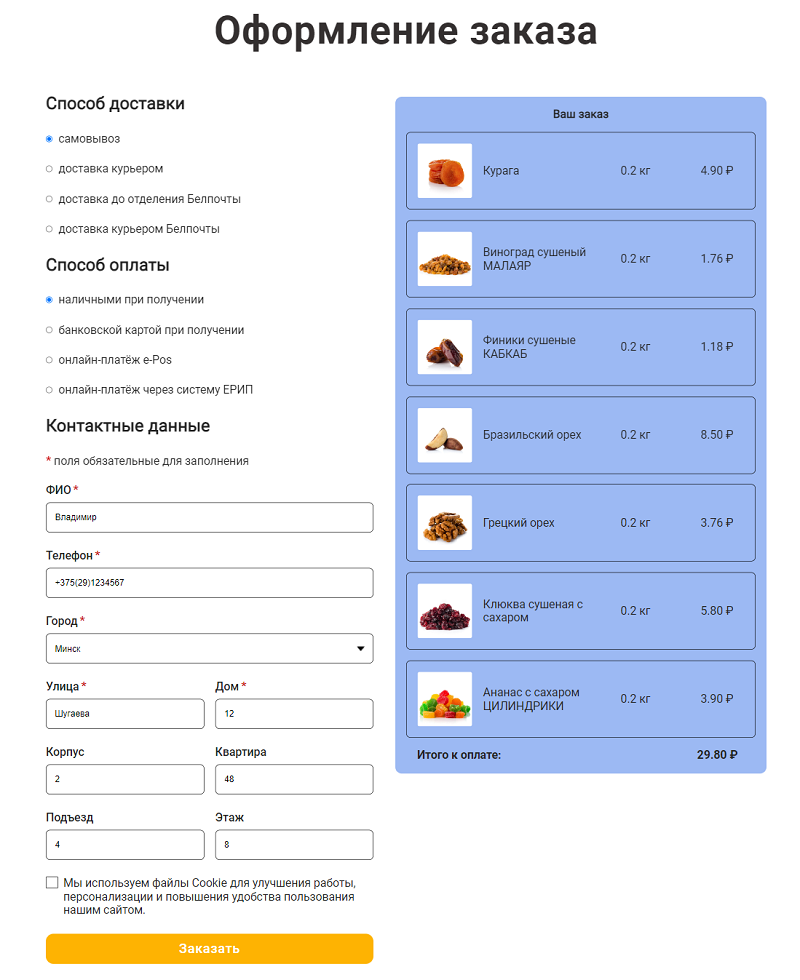 Оформление заказа
Способ доставки
самовывоз
доставка курьером
доставка до отделения Белпочты
доставка курьером Белпочты
Способ оплаты
наличными при получении
банковской картой при получении
онлайн-платёж e-Pos
онлайн-платёж через систему ЕРИП
Контактные данные
* поля обязательные для заполнения
ФИО *
Владимир
Телефон *
+375(29)1234567
Город *
Минск
Улица * Дом *
Шугаева 12
Корпус Квартира
2 48
Подъезд Этаж
4 8
Мы используем файлы Cookie для улучшения работы,
персонализации и повышения удобства пользования
нашим сайтом.
Заказать
Ваш заказ
Курага 0.2 кг 4.90 ₽
Виноград сушеный
МАЛАЯР 0.2 кг 1.76 ₽
Финики сушеные
КАБКАБ 0.2 кг 1.18 ₽
Бразильский орех 0.2 кг 8.50 ₽
Грецкий орех 0.2 кг 3.76 ₽
Клюква сушеная с
сахаром 0.2 кг 5.80 ₽
Ананас с сахаром
ЦИЛИНДРИКИ 0.2 кг 3.90 ₽
Итого к оплате: 29.80 ₽